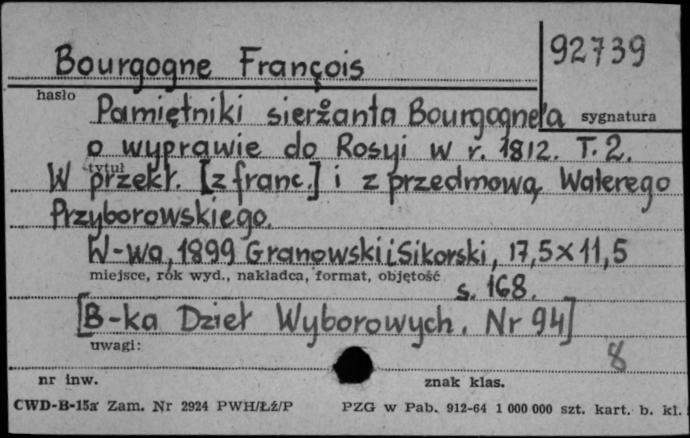 Bourgogne François
92739
hasło
Pamiętniki sierżanta Bourgogne'a
sygnatura
o wyprawie do Rosyi w r. 1812. T. 2.
tytuł
W przekł. [z franc.] i z przedmową Walerego
Przyborowskiego.
W-wa, 1899 Granowski i Sikorski, 17,5 x 11,5
miejsce, rok wyd., nakładca, format, objętość
s. 168.
[B-ka Dzieł Wyborowych. Nr 94]
uwagi:
8
nr inw.
znak klas.
CWD-B-15a Zam. Nr 2924 PWH/Łź/P
PZG w Pab. 912-64 1 000 000 szt. kart. b. kl.